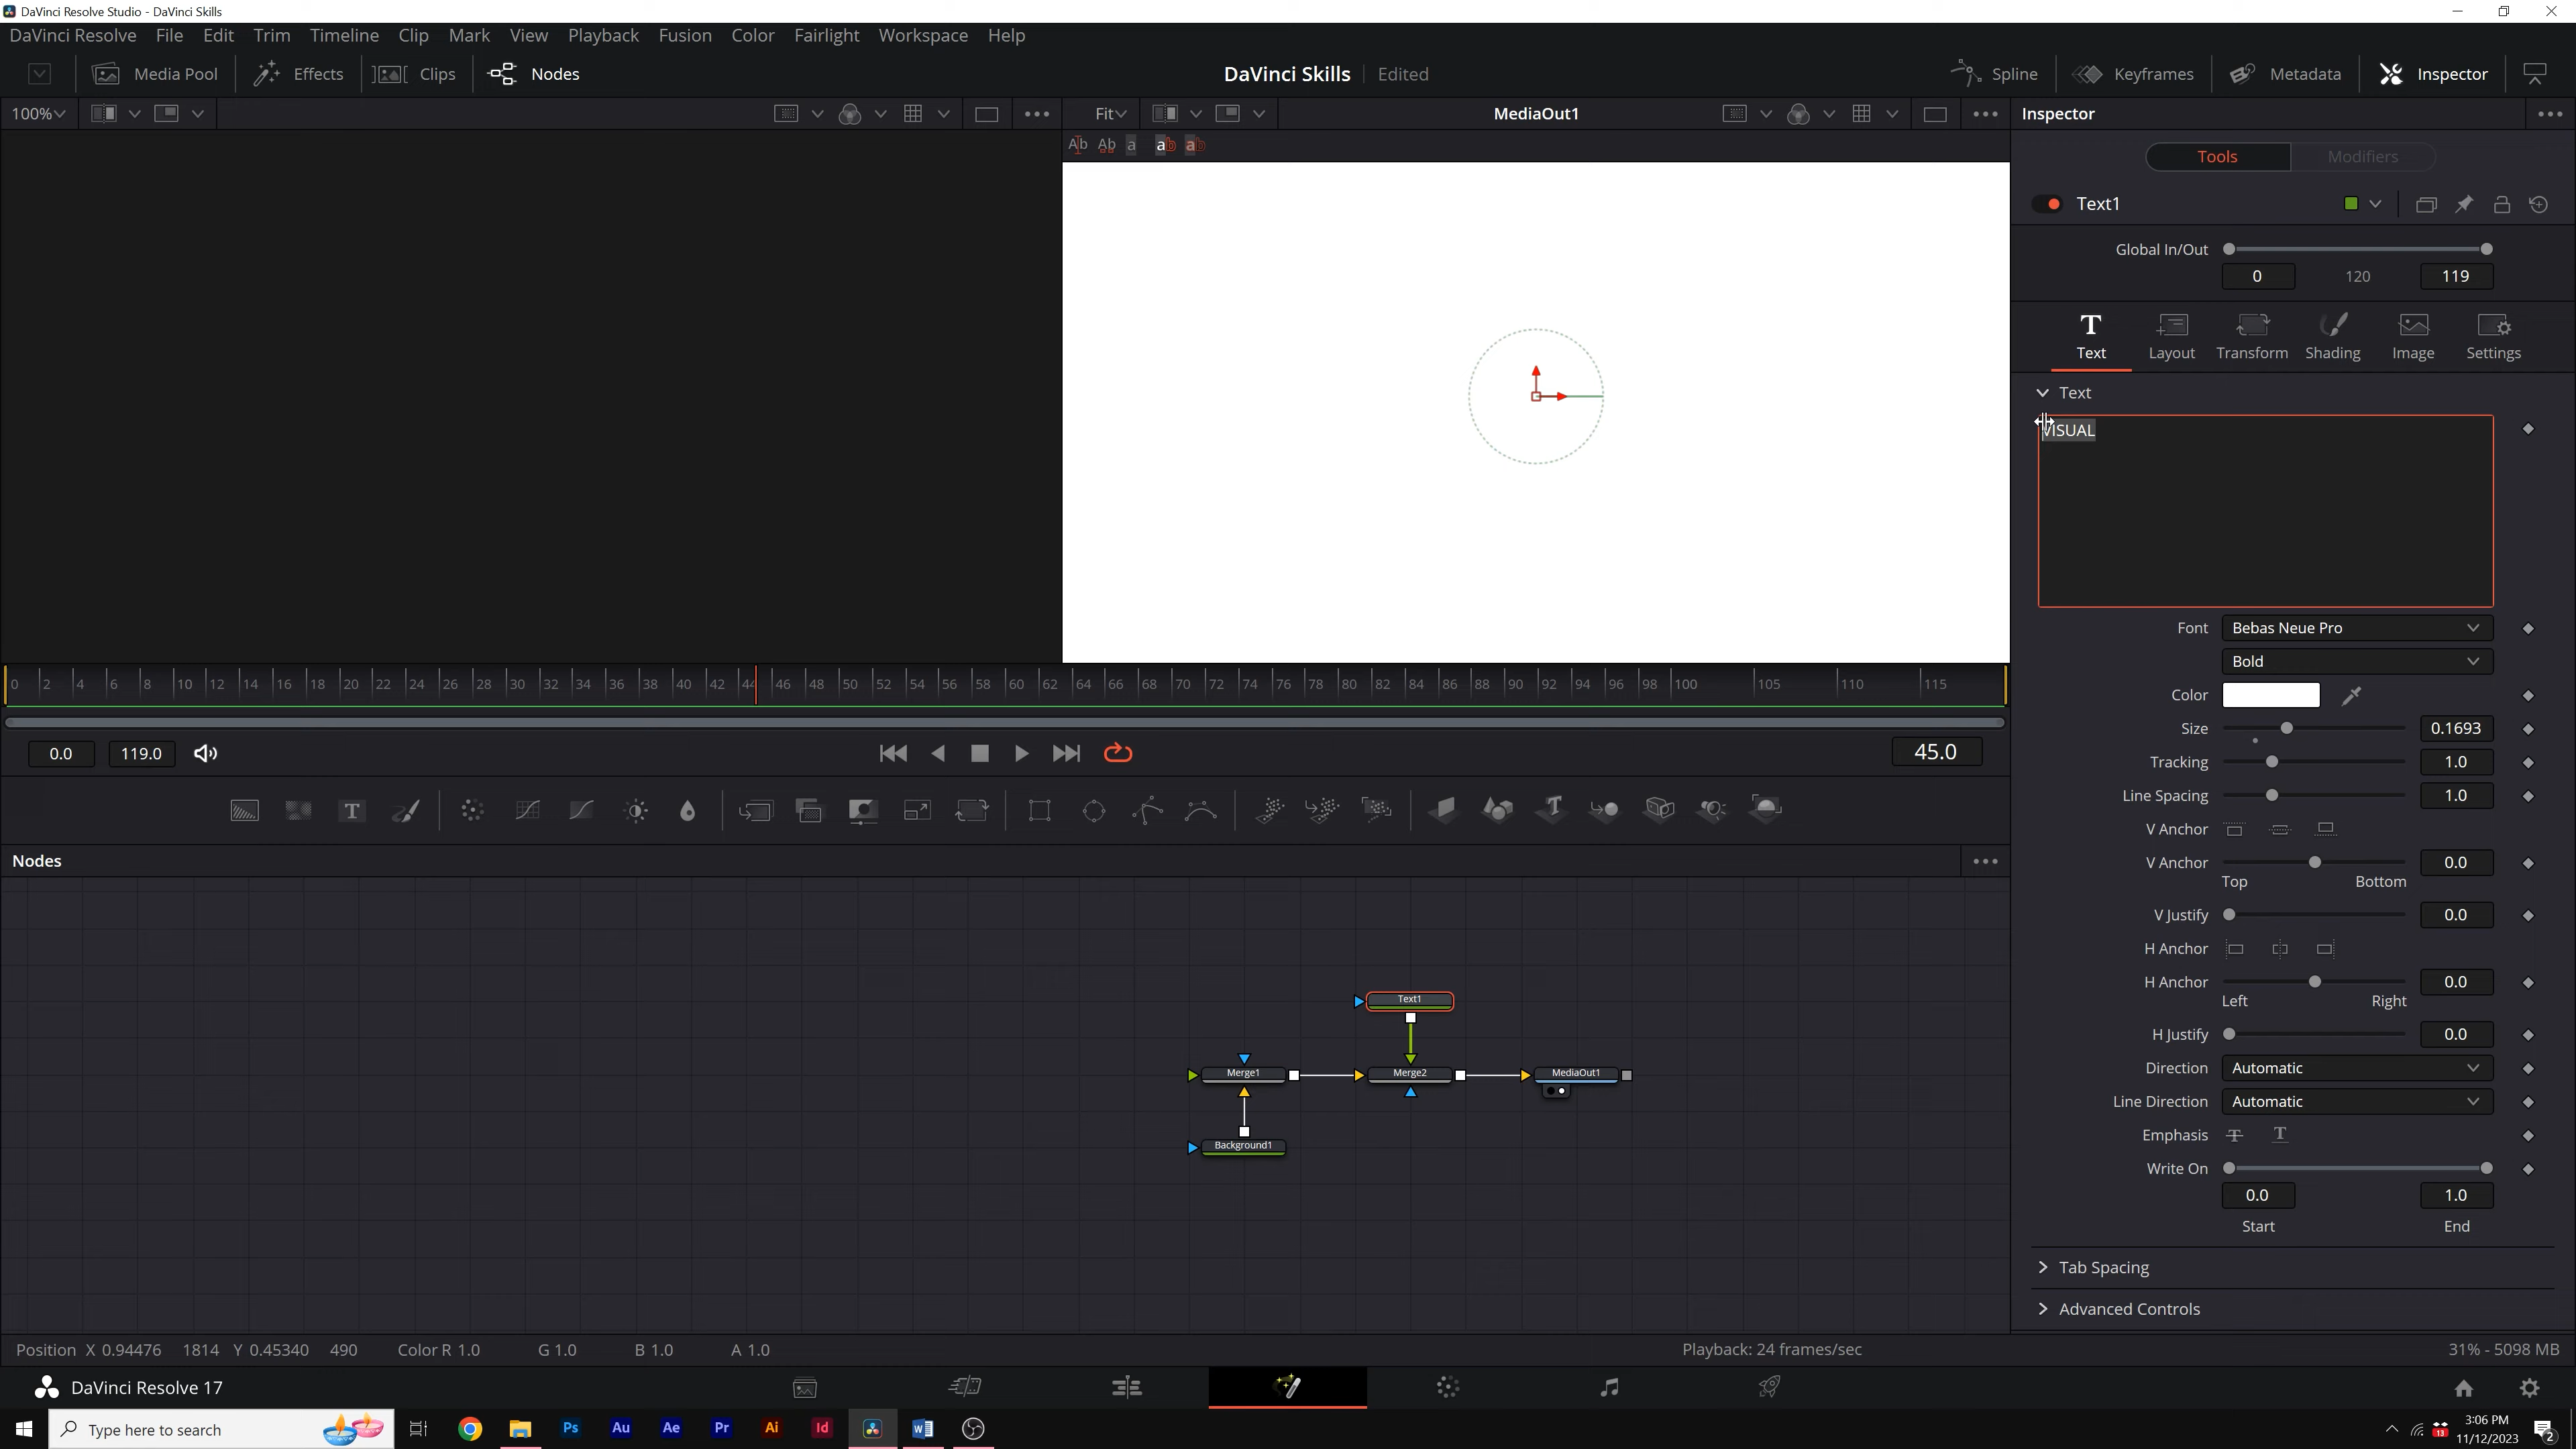 DaVinci Resolve Studio - DaVinci Skills
DaVinci Resolve File Edit Trim Timeline Clip Mark View Playback Fusion Color Fairlight Workspace Help
Media Pool Effects Clips Nodes DaVinci Skills Edited Spline Keyframes Metadata Inspector
100% Fit MediaOut1 Inspector
Tools Modifiers
Text1
Global In/Out
0 120 119
Text Layout Transform Shading Image Settings
Text
VISUAL
Font Bebas Neue Pro
Bold
Color
Size 0.1693
Tracking 1.0
Line Spacing 1.0
V Anchor
V Anchor 0.0
Top Bottom
V Justify 0.0
H Anchor
H Anchor 0.0
Left Right
H Justify 0.0
Direction Automatic
Line Direction Automatic
Emphasis
Write On
0.0 1.0
Start End
Tab Spacing
Advanced Controls
0 2 4 6 8 10 12 14 16 18 20 22 24 26 28 30 32 34 36 38 40 42 44 46 48 50 52 54 56 58 60 62 64 66 68 70 72 74 76 78 80 82 84 86 88 90 92 94 96 98 100 105 110 115
0.0 119.0 45.0
Nodes
Text1
Merge1 Merge2 MediaOut1
Background1
Position X 0.94476 1814 Y 0.45340 490 Color R 1.0 G 1.0 B 1.0 A 1.0 Playback: 24 frames/sec 31% - 5098 MB
DaVinci Resolve 17
Type here to search Ps Au Ae Pr Ai Id 13 3:06 PM
11/12/2023 2